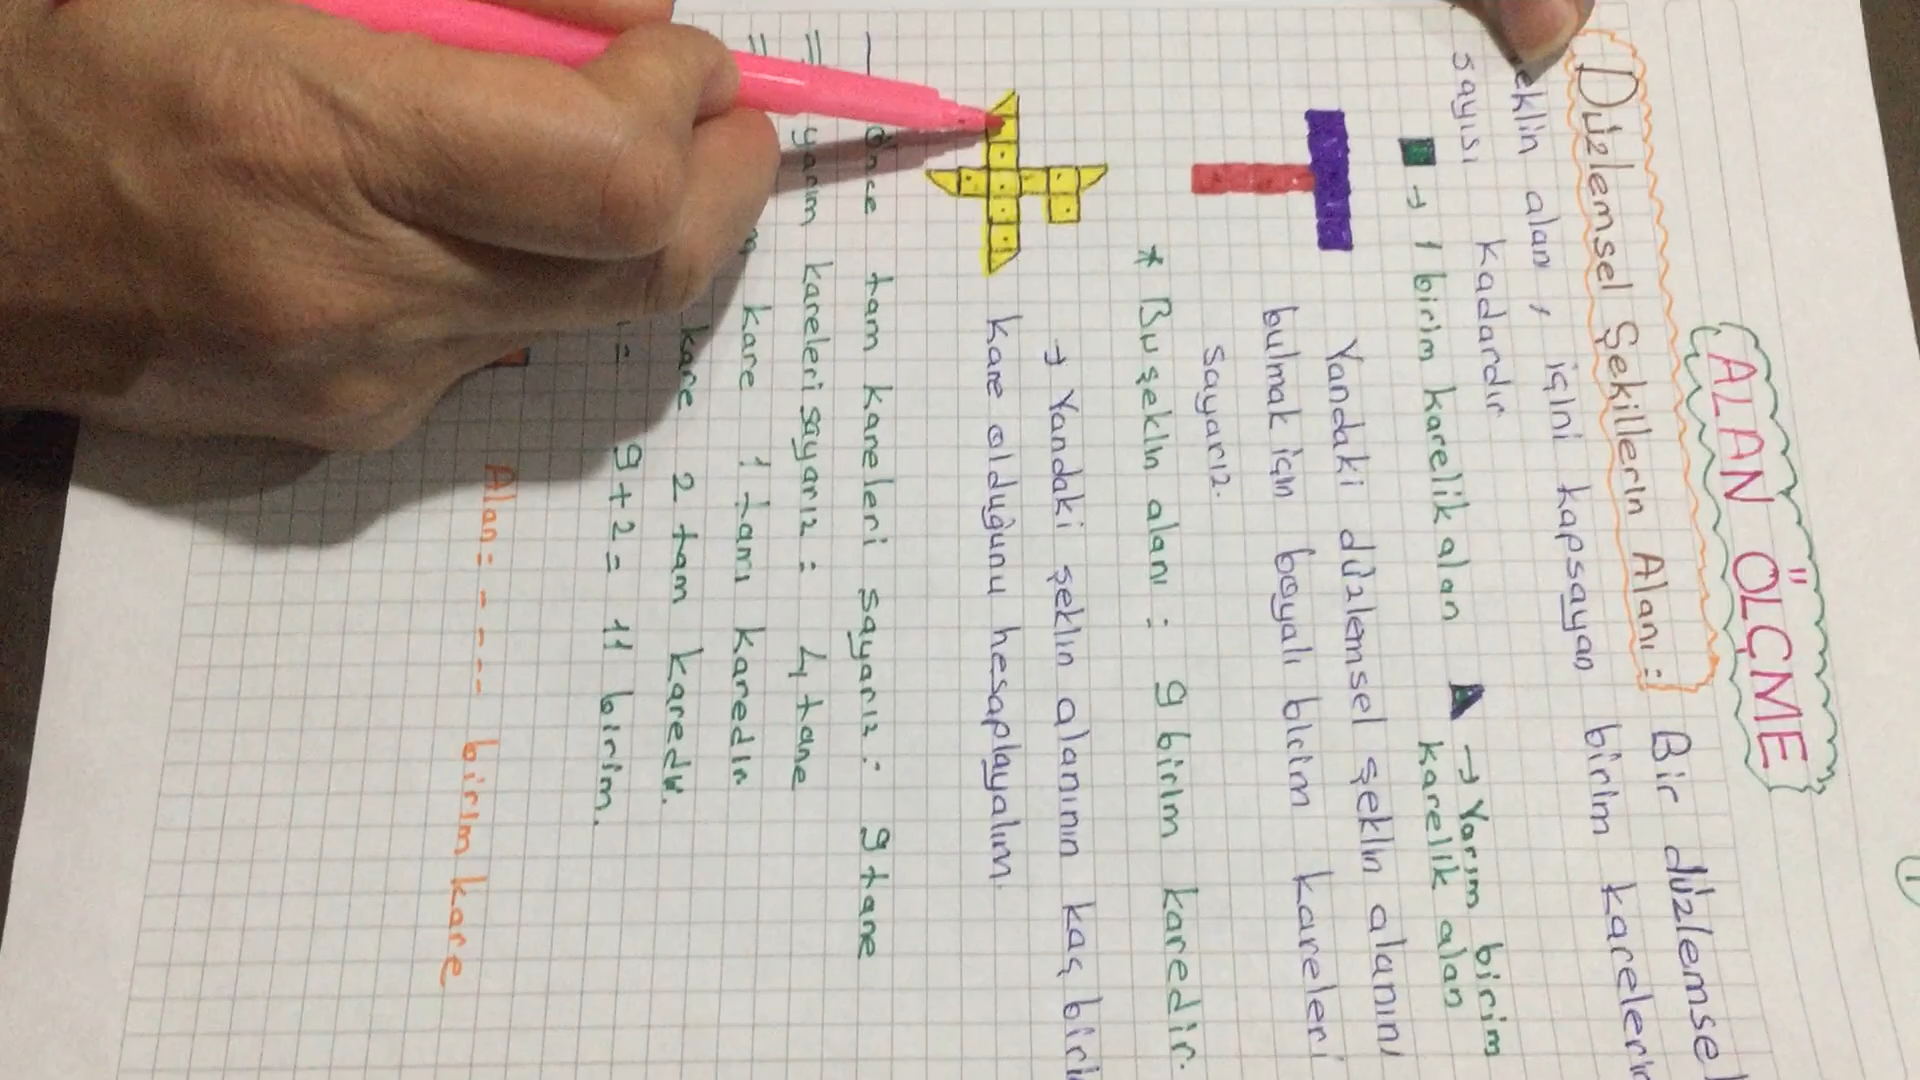 ALAN ÖLÇME
Düzlemsel Şekillerin Alanı: Bir düzlemsel
eklin alanı, içini kapsayan birim karelerin
sayısı kadardır
→ 1 birim karelik alan → Yarım birim
karelik alan
Yandaki düzlemsel şeklin alanını
bulmak için boyalı birim kareleri
sayarız.
* Bu şeklin alanı : 9 birim karedir.
→ Yandaki şeklin alanının kaç biri
kare olduğunu hesaplayalım.
önce tam kareleri sayarız : 9 tane
= yarım kareleri sayarız : 4 tane
= kare 1 tam karedir
kare 2 tam karedir.
9+2= 11 birim.
Alan: - - - - birim kare